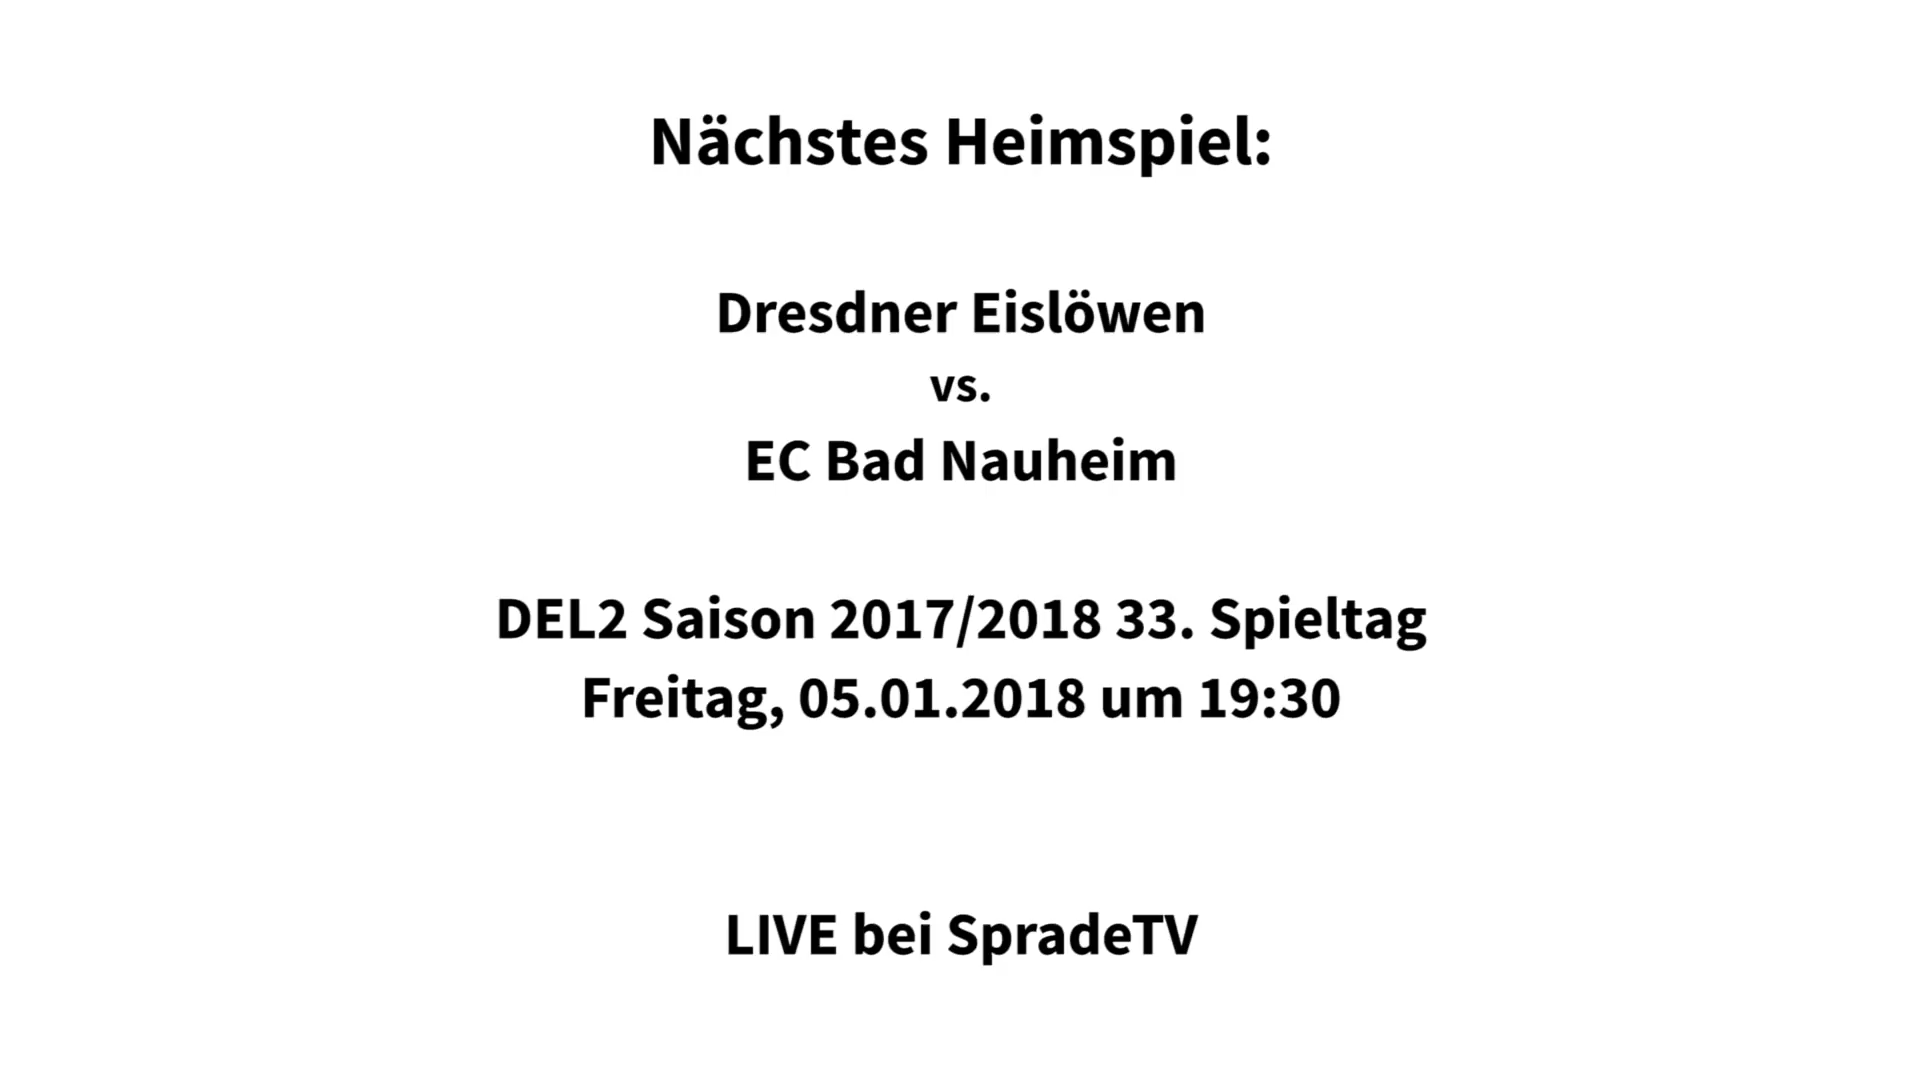 Nächstes Heimspiel:
Dresdner Eislöwen
vs.
EC Bad Nauheim
DEL2 Saison 2017/2018 33. Spieltag
Freitag, 05.01.2018 um 19:30
LIVE bei SpradeTV